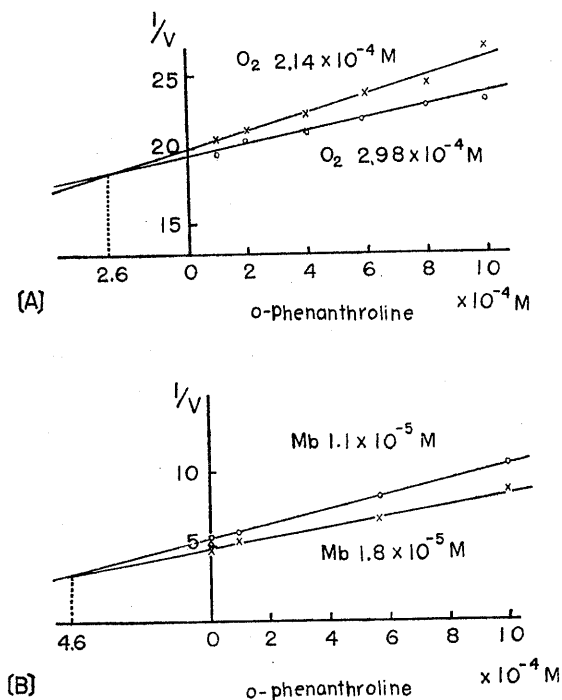 1/V
O₂ 2.14 x 10⁻⁴ M
25
20
O₂ 2.98 x 10⁻⁴ M
15
2.6 0 2 4 6 8 10
[A] o-phenanthroline x10⁻⁴ M
1/V
Mb 1.1 x 10⁻⁵ M
10
5
Mb 1.8 x 10⁻⁵ M
4.6 0 2 4 6 8 10
[B] o-phenanthroline x10⁻⁴ M